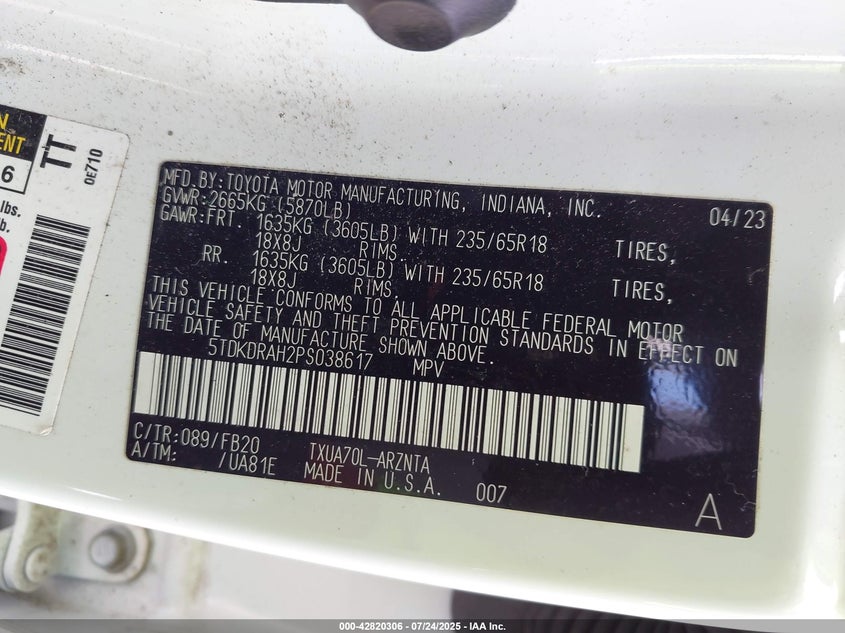 N
ENT
6
TT
0E710
lbs.
b.
MFD.BY:TOYOTA MOTOR MANUFACTURING, INDIANA, INC. 04/23
GVWR:2665KG (5870LB)
GAWR:FRT. 1635KG (3605LB) WITH 235/65R18 TIRES,
18X8J RIMS.
RR. 1635KG (3605LB) WITH 235/65R18 TIRES,
18X8J RIMS.
THIS VEHICLE CONFORMS TO ALL APPLICABLE FEDERAL MOTOR
VEHICLE SAFETY AND THEFT PREVENTION STANDARDS IN EFFECT ON
THE DATE OF MANUFACTURE SHOWN ABOVE.
5TDKDRAH2PS038617 MPV
C/TR:089/FB20 TXUA70L-ARZNTA
A/TM: /UA81E MADE IN U.S.A. 007
A
000-42820306 - 07/24/2025 - IAA Inc.